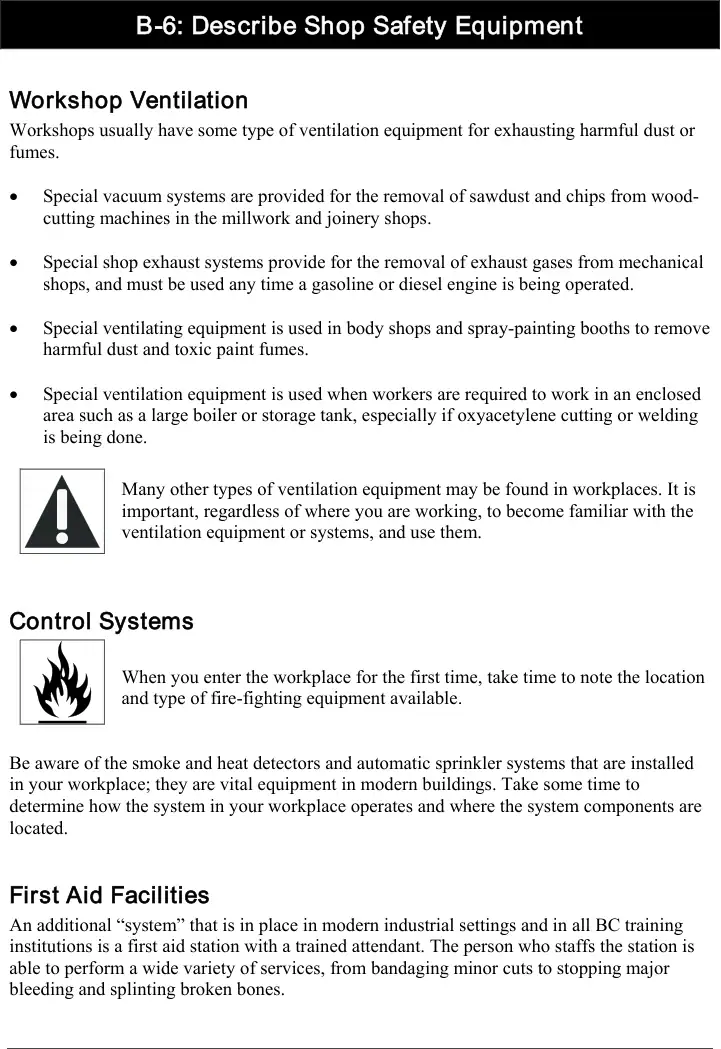 B-6: Describe Shop Safety Equipment
Workshop Ventilation
Workshops usually have some type of ventilation equipment for exhausting harmful dust or
fumes.
• Special vacuum systems are provided for the removal of sawdust and chips from wood-
cutting machines in the millwork and joinery shops.
• Special shop exhaust systems provide for the removal of exhaust gases from mechanical
shops, and must be used any time a gasoline or diesel engine is being operated.
• Special ventilating equipment is used in body shops and spray-painting booths to remove
harmful dust and toxic paint fumes.
• Special ventilation equipment is used when workers are required to work in an enclosed
area such as a large boiler or storage tank, especially if oxyacetylene cutting or welding
is being done.
Many other types of ventilation equipment may be found in workplaces. It is
important, regardless of where you are working, to become familiar with the
ventilation equipment or systems, and use them.
Control Systems
When you enter the workplace for the first time, take time to note the location
and type of fire-fighting equipment available.
Be aware of the smoke and heat detectors and automatic sprinkler systems that are installed
in your workplace; they are vital equipment in modern buildings. Take some time to
determine how the system in your workplace operates and where the system components are
located.
First Aid Facilities
An additional “system” that is in place in modern industrial settings and in all BC training
institutions is a first aid station with a trained attendant. The person who staffs the station is
able to perform a wide variety of services, from bandaging minor cuts to stopping major
bleeding and splinting broken bones.